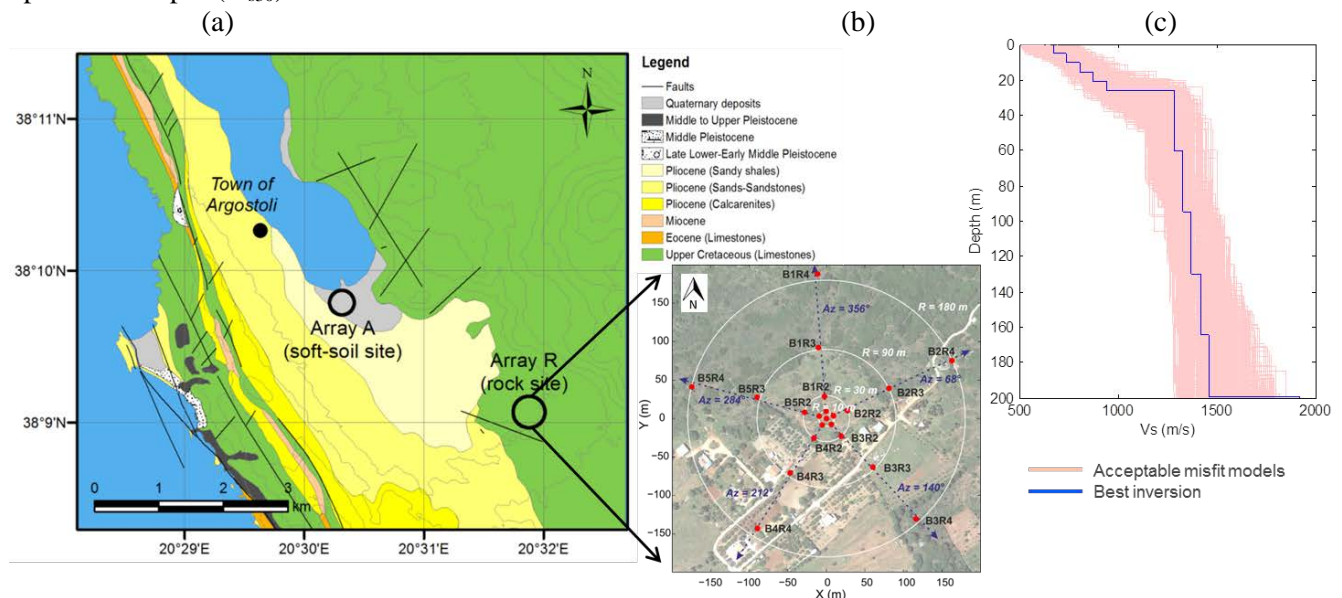 (a) (b) (c)
Legend
Faults
Quaternary deposits
Middle to Upper Pleistocene
Middle Pleistocene
Late Lower-Early Middle Pleistocene
Pliocene (Sandy shales)
Pliocene (Sands-Sandstones)
Pliocene (Calcarenites)
Miocene
Eocene (Limestones)
Upper Cretaceous (Limestones)
N
38°11'N
38°10'N
38°9'N
Town of
Argostoli
Array A
(soft-soil site)
Array R
(rock site)
0 1 2 3
km
20°29'E 20°30'E 20°31'E 20°32'E
N
B1R4
R = 180 m
Az = 356°
B1R3
R = 90 m
B2R4
B5R4
B5R3
B1R2
R = 30 m
Az = 68°
B2R3
Az = 284°
B5R2
B2R2
B4R2
B3R2
B4R3
B3R3
Az = 212°
Az = 140°
B4R4
B3R4
150
100
50
0
−50
−100
−150
Y (m)
−150 −100 −50 0 50 100 150
X (m)
0
20
40
60
80
100
120
140
160
180
200
Depth (m)
500 1000 1500 2000
Vs (m/s)
Acceptable misfit models
Best inversion